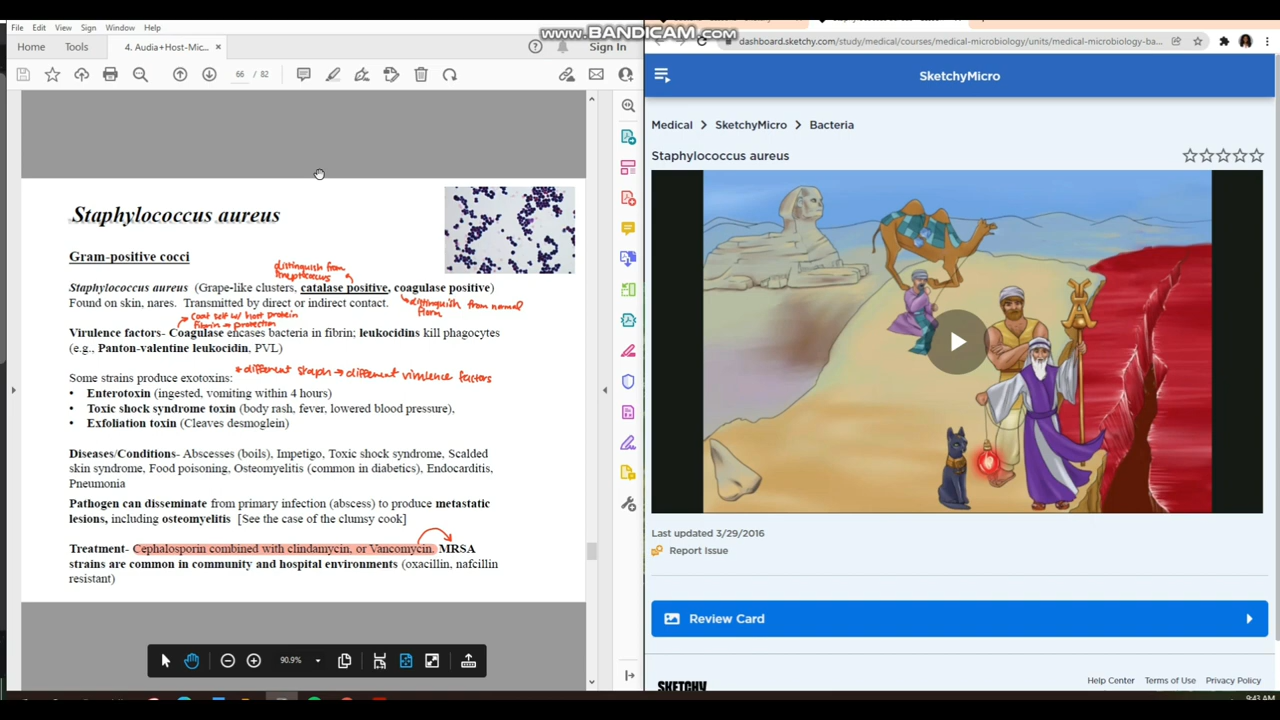 File Edit View Sign Window Help
WWW.BANDICAM.COM
Home Tools 4. Audia+Host-Mic... × Sign In
dashboard.sketchy.com/study/medical/courses/medical-microbiology/units/medical-microbiology-ba...
66 / 82
SketchyMicro
Medical > SketchyMicro > Bacteria
Staphylococcus aureus
Staphylococcus aureus
Gram-positive cocci
distinguish from
streptococcus
Staphylococcus aureus (Grape-like clusters, catalase positive, coagulase positive)
Found on skin, nares. Transmitted by direct or indirect contact.
distinguish from normal
flora
coat self w/ host protein
fibrin → protection
Virulence factors- Coagulase encases bacteria in fibrin; leukocidins kill phagocytes
(e.g., Panton-valentine leukocidin, PVL)
* different staph → different virulence factors
Some strains produce exotoxins:
• Enterotoxin (ingested, vomiting within 4 hours)
• Toxic shock syndrome toxin (body rash, fever, lowered blood pressure),
• Exfoliation toxin (Cleaves desmoglein)
Diseases/Conditions- Abscesses (boils), Impetigo, Toxic shock syndrome, Scalded
skin syndrome, Food poisoning, Osteomyelitis (common in diabetics), Endocarditis,
Pneumonia
Pathogen can disseminate from primary infection (abscess) to produce metastatic
lesions, including osteomyelitis [See the case of the clumsy cook]
Treatment- Cephalosporin combined with clindamycin, or Vancomycin. MRSA
strains are common in community and hospital environments (oxacillin, nafcillin
resistant)
90.9%
Last updated 3/29/2016
Report Issue
Review Card
Help Center Terms of Use Privacy Policy
SKETCHY
9:43 AM